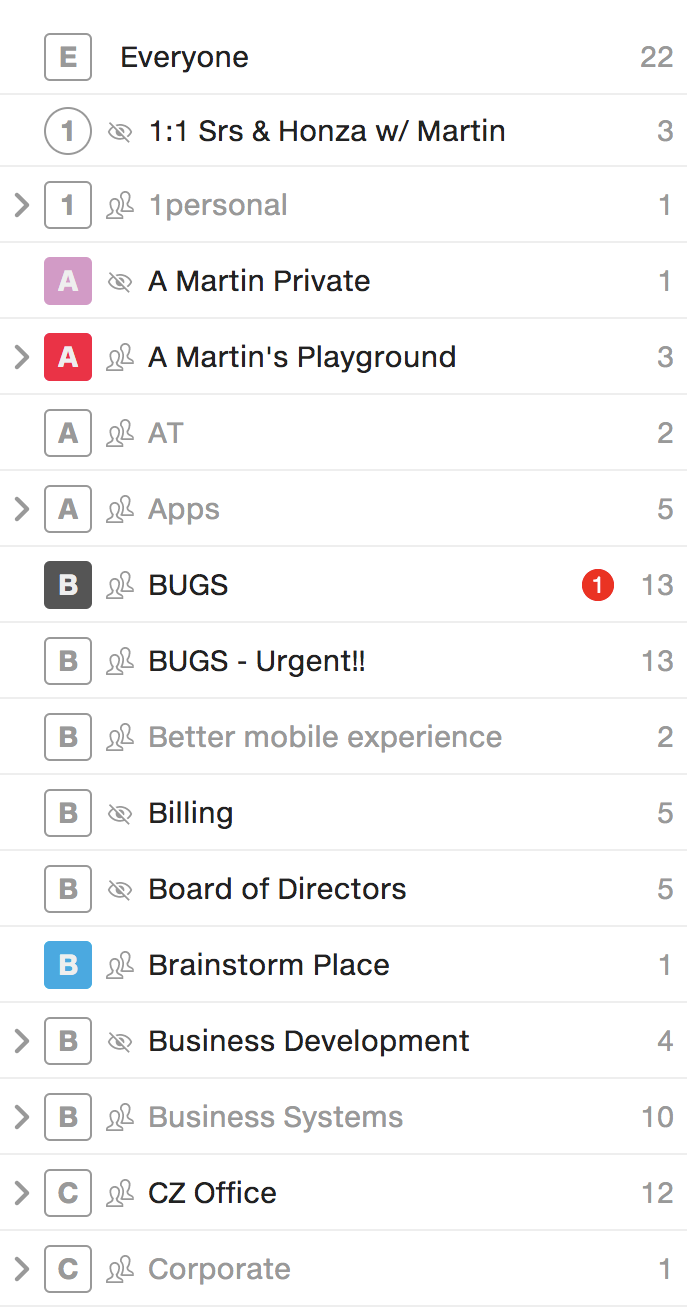 E Everyone 22
1 1:1 Srs & Honza w/ Martin 3
1 1personal 1
A A Martin Private 1
A A Martin's Playground 3
A AT 2
A Apps 5
B BUGS 1 13
B BUGS - Urgent!! 13
B Better mobile experience 2
B Billing 5
B Board of Directors 5
B Brainstorm Place 1
B Business Development 4
B Business Systems 10
C CZ Office 12
C Corporate 1